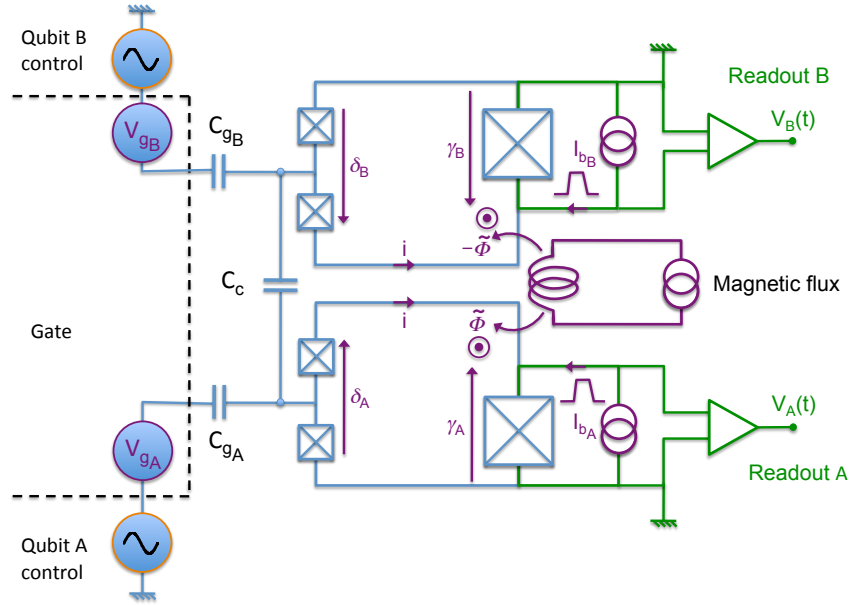 Qubit B
control
Readout B
V_B(t)
V_gB
C_gB
δ_B
γ_B
I_bB
-Φ̃
i
C_c
Magnetic flux
Gate
i
Φ̃
δ_A
γ_A
I_bA
V_A(t)
C_gA
V_gA
Readout A
Qubit A
control